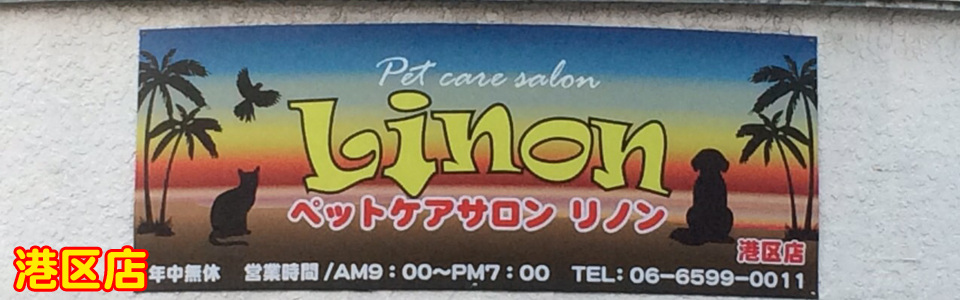 Pet care salon
Linon
ペットケアサロン リノン
港区店
年中無休 営業時間/AM9：00～PM7：00 TEL：06-6599-0011
港区店